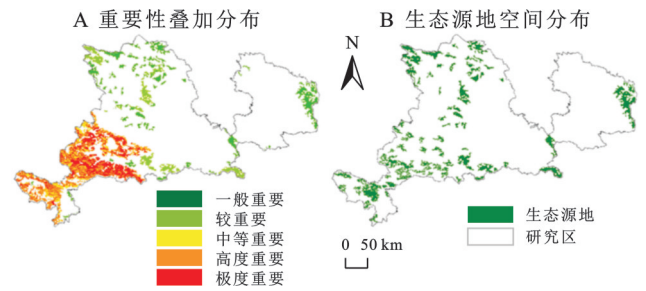 A 重要性叠加分布
B 生态源地空间分布
N
一般重要
较重要
中等重要
高度重要
极度重要
生态源地
研究区
0 50 km